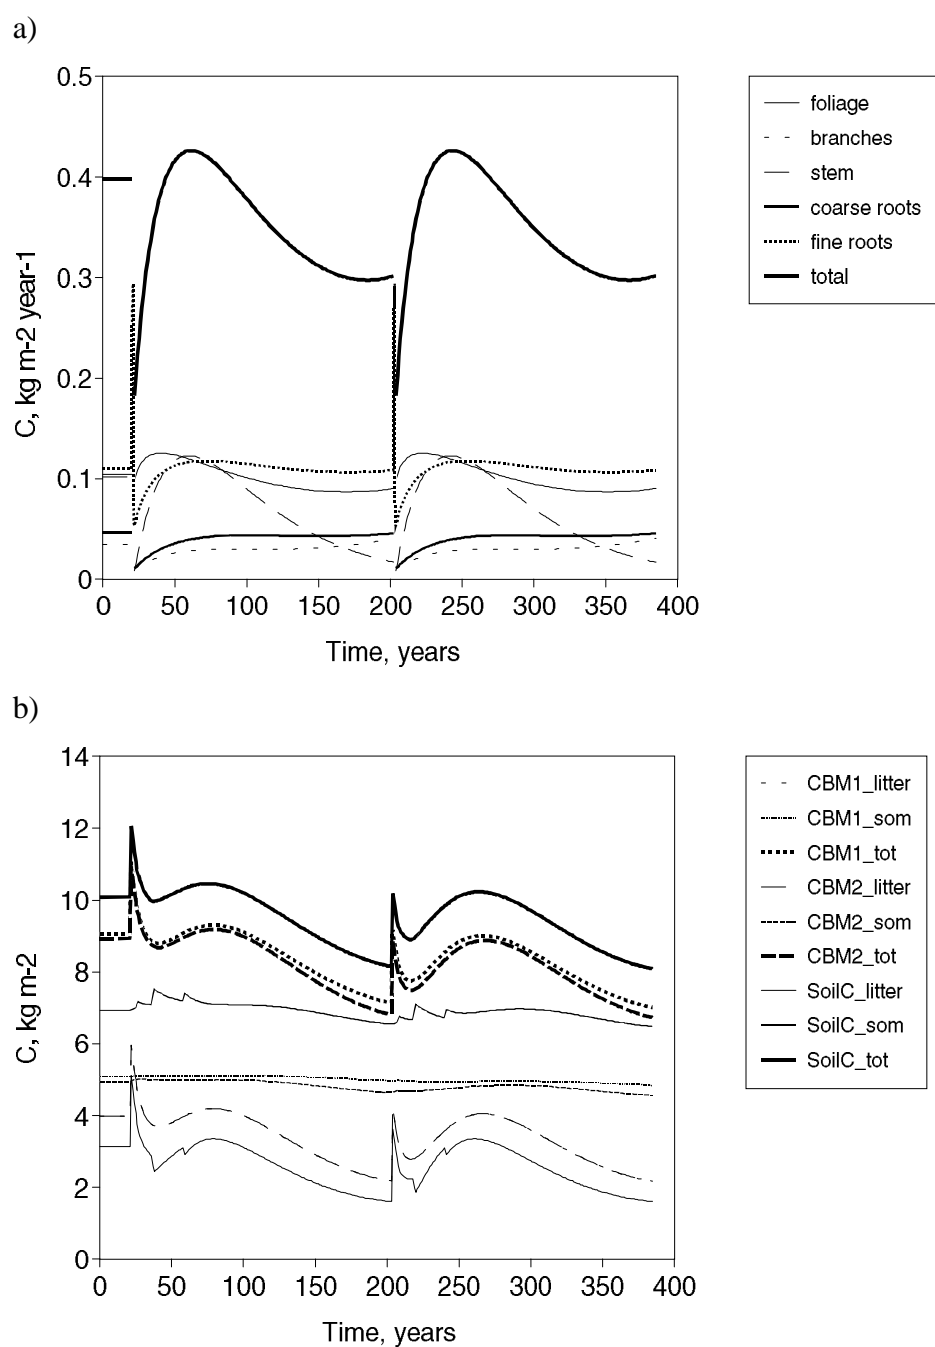 a)
0.5
0.4
0.3
0.2
0.1
0
C, kg m-2 year-1
0 50 100 150 200 250 300 350 400
Time, years
foliage
branches
stem
coarse roots
fine roots
total
b)
14
12
10
8
6
4
2
0
C, kg m-2
0 50 100 150 200 250 300 350 400
Time, years
CBM1_litter
CBM1_som
CBM1_tot
CBM2_litter
CBM2_som
CBM2_tot
SoilC_litter
SoilC_som
SoilC_tot